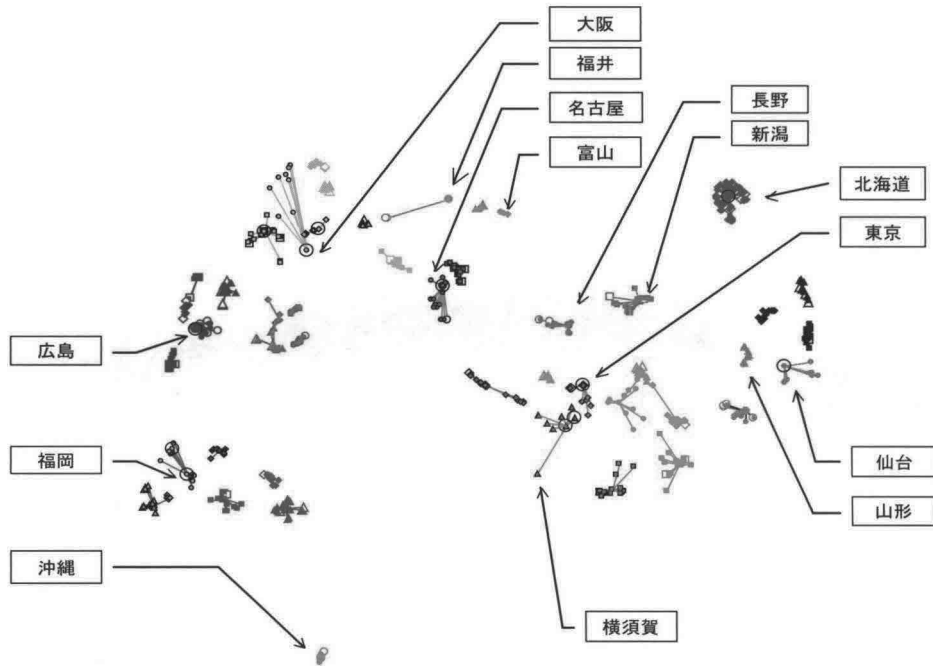 大阪
福井
名古屋
富山
長野
新潟
北海道
東京
広島
福岡
沖縄
仙台
山形
横須賀